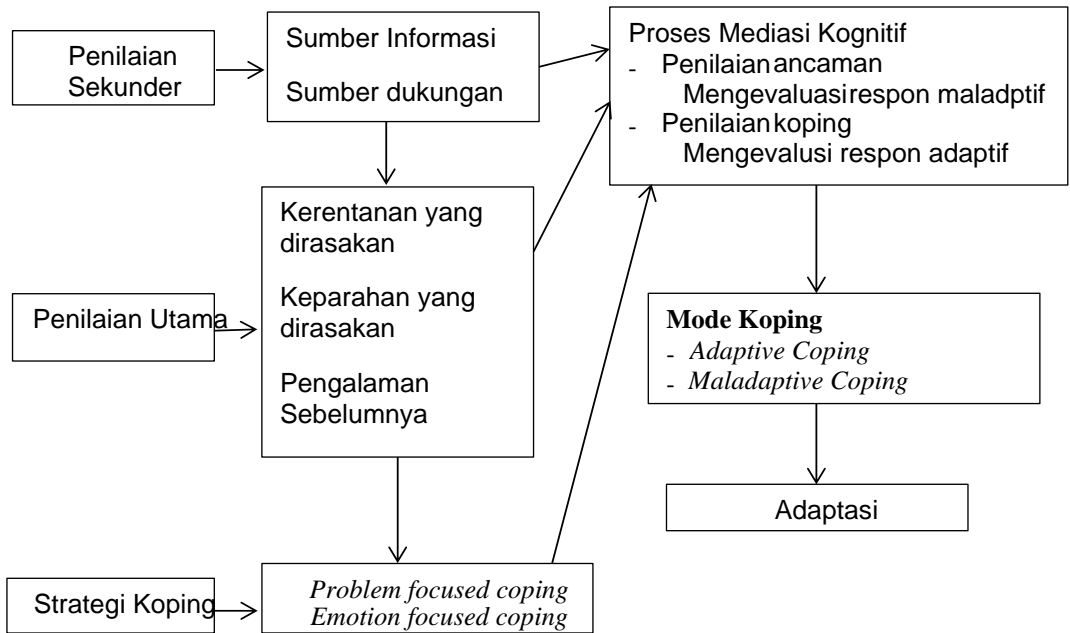 Penilaian
Sekunder
Sumber Informasi
Sumber dukungan
Proses Mediasi Kognitif
- Penilaian ancaman
Mengevaluasi respon maladptif
- Penilaian koping
Mengevalusi respon adaptif
Penilaian Utama
Kerentanan yang
dirasakan
Keparahan yang
dirasakan
Pengalaman
Sebelumnya
Mode Koping
- Adaptive Coping
- Maladaptive Coping
Adaptasi
Strategi Koping
Problem focused coping
Emotion focused coping